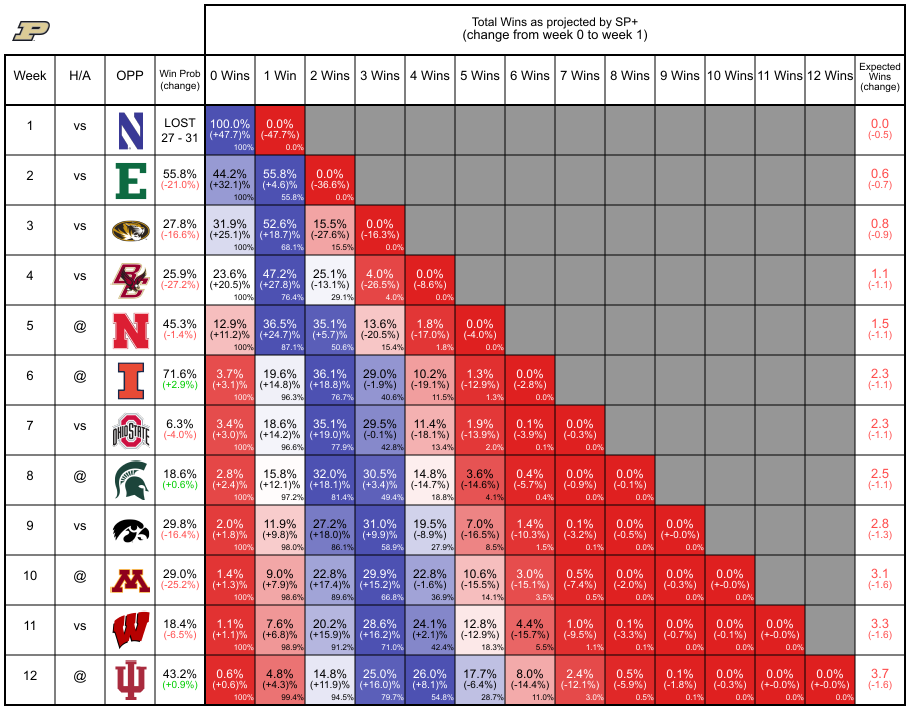 P
Total Wins as projected by SP+
(change from week 0 to week 1)
Week H/A OPP Win Prob (change) 0 Wins 1 Win 2 Wins 3 Wins 4 Wins 5 Wins 6 Wins 7 Wins 8 Wins 9 Wins 10 Wins 11 Wins 12 Wins Expected Wins (change)
1 vs N LOST 100.0% 0.0% 0.0
27 - 31 (+47.7)% (-47.7)% (-0.5)
100% 0.0%
2 vs E 55.8% 44.2% 55.8% 0.0% 0.6
(-21.0%) (+32.1)% (+4.6)% (-36.6%) (-0.7)
100% 55.8% 0.0%
3 vs 27.8% 31.9% 52.6% 15.5% 0.0% 0.8
(-16.6%) (+25.1)% (+18.7)% (-27.6%) (-16.3%) (-0.9)
100% 68.1% 15.5% 0.0%
4 vs BC 25.9% 23.6% 47.2% 25.1% 4.0% 0.0% 1.1
(-27.2%) (+20.5)% (+27.8)% (-13.1%) (-26.5%) (-8.6%) (-1.1)
100% 76.4% 29.1% 4.0% 0.0%
5 @ N 45.3% 12.9% 36.5% 35.1% 13.6% 1.8% 0.0% 1.5
(-1.4%) (+11.2)% (+24.7)% (+5.7)% (-20.5%) (-17.0%) (-4.0%) (-1.1)
100% 87.1% 50.6% 15.4% 1.8% 0.0%
6 @ I 71.6% 3.7% 19.6% 36.1% 29.0% 10.2% 1.3% 0.0% 2.3
(+2.9%) (+3.1)% (+14.8)% (+18.8)% (-1.9%) (-19.1%) (-12.9%) (-2.8%) (-1.1)
100% 96.3% 76.7% 40.6% 11.5% 1.3% 0.0%
7 vs OHIO STATE 6.3% 3.4% 18.6% 35.1% 29.5% 11.4% 1.9% 0.1% 0.0% 2.3
(-4.0%) (+3.0)% (+14.2)% (+19.0)% (-0.1%) (-18.1%) (-13.9%) (-3.9%) (-0.3%) (-1.1)
100% 96.6% 77.9% 42.8% 13.4% 2.0% 0.1% 0.0%
8 @ 18.6% 2.8% 15.8% 32.0% 30.5% 14.8% 3.6% 0.4% 0.0% 0.0% 2.5
(+0.6%) (+2.4)% (+12.1)% (+18.1)% (+3.4)% (-14.7%) (-14.6%) (-5.7%) (-0.9%) (-0.1%) (-1.1)
100% 97.2% 81.4% 49.4% 18.8% 4.1% 0.4% 0.0% 0.0%
9 vs 29.8% 2.0% 11.9% 27.2% 31.0% 19.5% 7.0% 1.4% 0.1% 0.0% 0.0% 2.8
(-16.4%) (+1.8)% (+9.8)% (+18.0)% (+9.9)% (-8.9%) (-16.5%) (-10.3%) (-3.2%) (-0.5%) (+-0.0%) (-1.3)
100% 98.0% 86.1% 58.9% 27.9% 8.5% 1.5% 0.1% 0.0% 0.0%
10 @ M 29.0% 1.4% 9.0% 22.8% 29.9% 22.8% 10.6% 3.0% 0.5% 0.0% 0.0% 0.0% 3.1
(-25.2%) (+1.3)% (+7.9)% (+17.4)% (+15.2)% (-1.6%) (-15.5%) (-15.1%) (-7.4%) (-2.0%) (-0.3%) (+-0.0%) (-1.6)
100% 98.6% 89.6% 66.8% 36.9% 14.1% 3.5% 0.5% 0.0% 0.0% 0.0%
11 vs W 18.4% 1.1% 7.6% 20.2% 28.6% 24.1% 12.8% 4.4% 1.0% 0.1% 0.0% 0.0% 0.0% 3.3
(-6.5%) (+1.1)% (+6.8)% (+15.9)% (+16.2)% (+2.1)% (-12.9%) (-15.7%) (-9.5%) (-3.3%) (-0.7%) (-0.1%) (+-0.0%) (-1.6)
100% 98.9% 91.2% 71.0% 42.4% 18.3% 5.5% 1.1% 0.1% 0.0% 0.0% 0.0%
12 @ IU 43.2% 0.6% 4.8% 14.8% 25.0% 26.0% 17.7% 8.0% 2.4% 0.5% 0.1% 0.0% 0.0% 0.0% 3.7
(+0.9%) (+0.6)% (+4.3)% (+11.9)% (+16.0)% (+8.1)% (-6.4%) (-14.4%) (-12.1%) (-5.9%) (-1.8%) (-0.3%) (+-0.0%) (+-0.0%) (-1.6)
100% 99.4% 94.5% 79.7% 54.8% 28.7% 11.0% 3.0% 0.5% 0.1% 0.0% 0.0% 0.0%